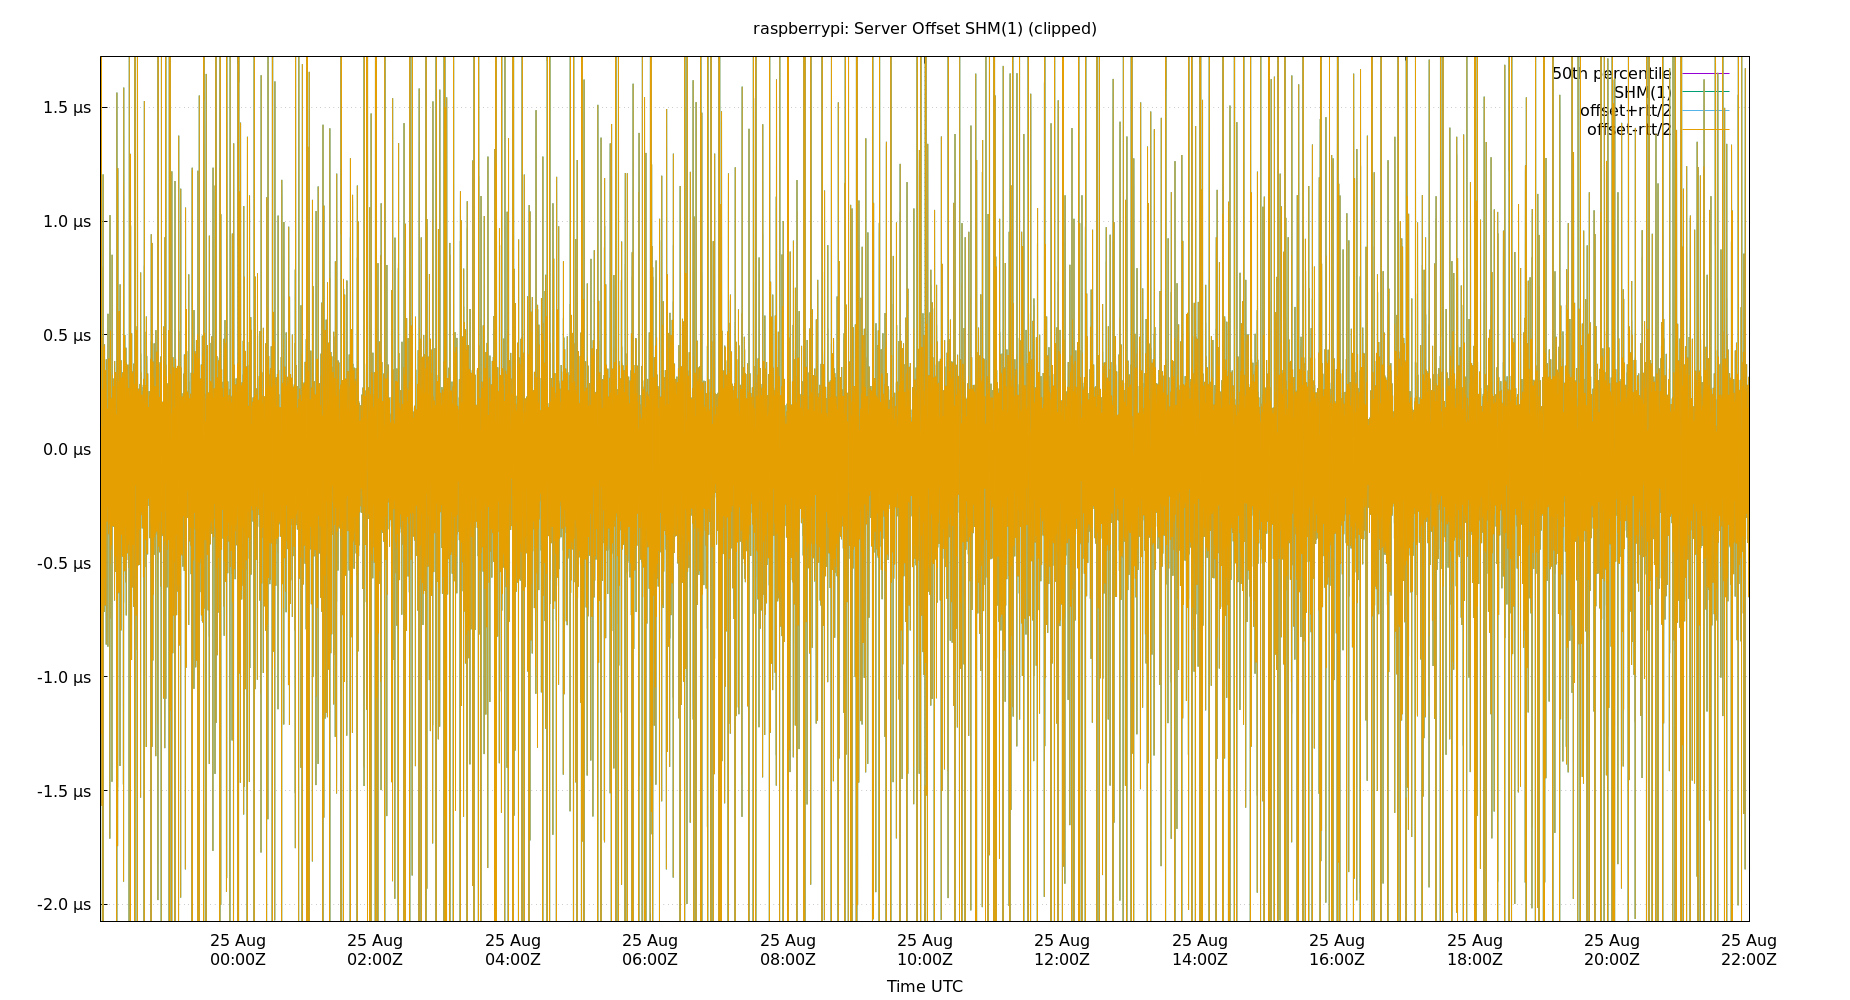 raspberrypi: Server Offset SHM(1) (clipped)
50th percentile
SHM(1)
offset+rtt/2
offset-rtt/2
1.5 µs
1.0 µs
0.5 µs
0.0 µs
-0.5 µs
-1.0 µs
-1.5 µs
-2.0 µs
25 Aug 25 Aug 25 Aug 25 Aug 25 Aug 25 Aug 25 Aug 25 Aug 25 Aug 25 Aug 25 Aug 25 Aug
00:00Z 02:00Z 04:00Z 06:00Z 08:00Z 10:00Z 12:00Z 14:00Z 16:00Z 18:00Z 20:00Z 22:00Z
Time UTC